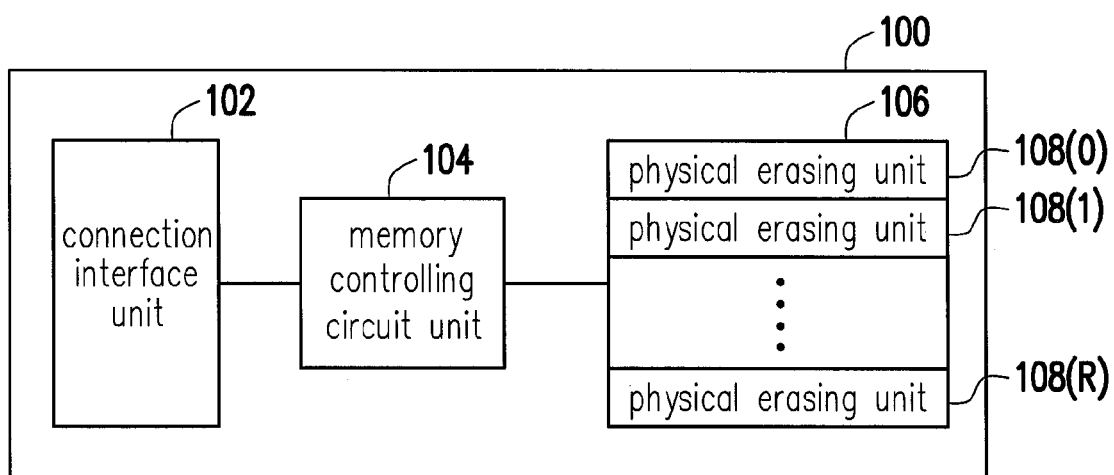 100
102
106
104
physical erasing unit
108(0)
physical erasing unit
108(1)
connection
interface
unit
memory
controlling
circuit unit
physical erasing unit
108(R)